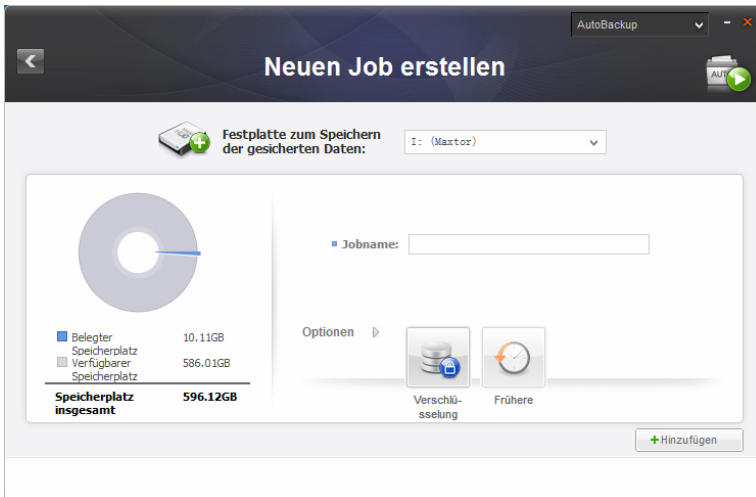 AutoBackup
Neuen Job erstellen
AUTO
Festplatte zum Speichern
der gesicherten Daten:
I: (Maxtor)
Jobname:
Belegter
Speicherplatz
10.11GB
Verfügbarer
Speicherplatz
586.01GB
Speicherplatz
insgesamt
596.12GB
Optionen
Verschlü-
sselung
Frühere
+Hinzufügen